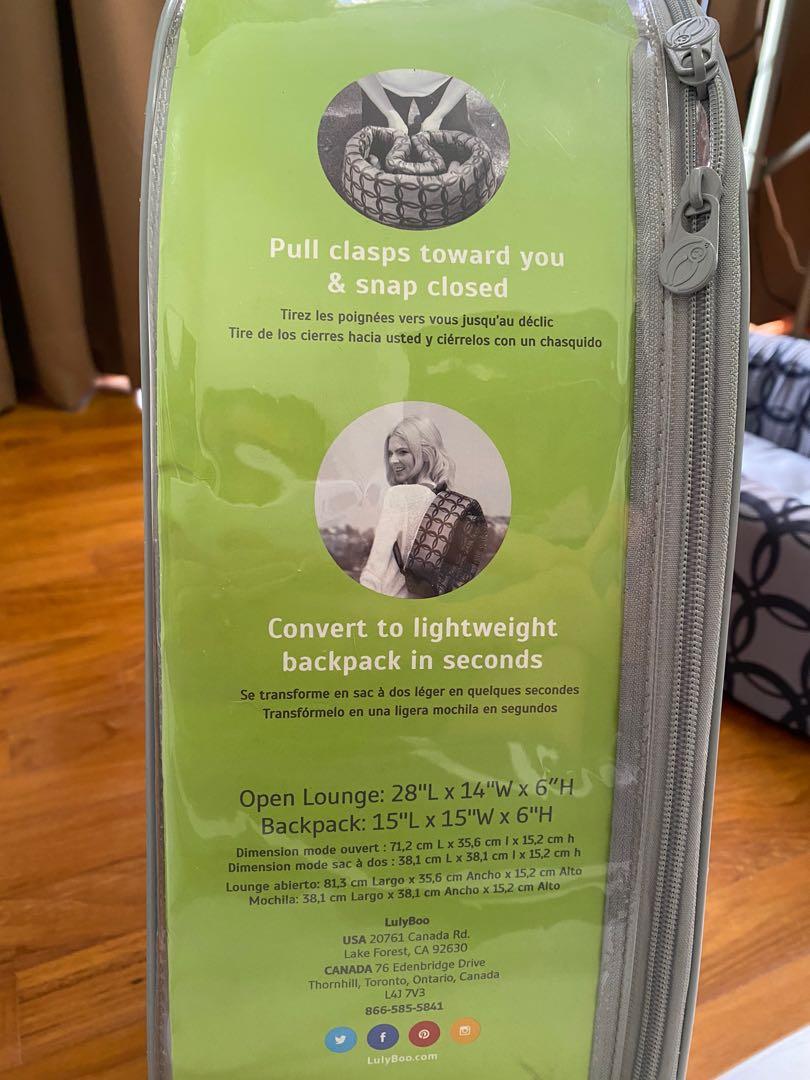 Pull clasps toward you
& snap closed
Tirez les poignées vers vous jusqu'au déclic
Tire de los cierres hacia usted y ciérrelos con un chasquido
Convert to lightweight
backpack in seconds
Se transforme en sac à dos léger en quelques secondes
Transfórmelo en una ligera mochila en segundos
Open Lounge: 28"L x 14"W x 6"H
Backpack: 15"L x 15"W x 6"H
Dimension mode ouvert : 71,2 cm L x 35,6 cm l x 15,2 cm h
Dimension mode sac à dos : 38,1 cm L x 38,1 cm l x 15,2 cm h
Lounge abierto: 81,3 cm Largo x 35,6 cm Ancho x 15,2 cm Alto
Mochila: 38,1 cm Largo x 38,1 cm Ancho x 15,2 cm Alto
LulyBoo
USA 20761 Canada Rd.
Lake Forest, CA 92630
CANADA 76 Edenbridge Drive
Thornhill, Toronto, Ontario, Canada
L4J 7V3
866-585-5841
LulyBoo.com